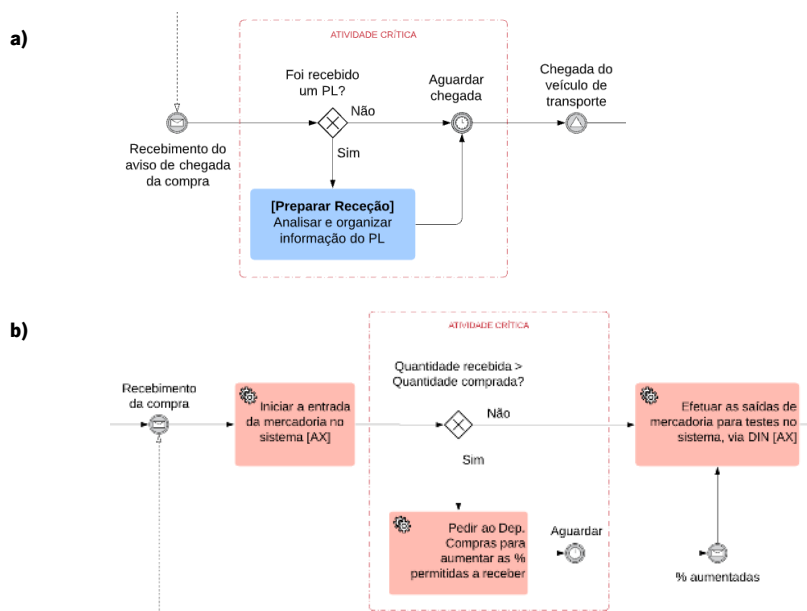 a)
ATIVIDADE CRÍTICA
Foi recebido
um PL?
Não
Sim
Aguardar
chegada
Chegada do
veículo de
transporte
Recebimento do
aviso de chegada
da compra
[Preparar Receção]
Analisar e organizar
informação do PL
b)
ATIVIDADE CRÍTICA
Recebimento
da compra
Iniciar a entrada
da mercadoria no
sistema [AX]
Quantidade recebida >
Quantidade comprada?
Não
Sim
Efetuar as saídas de
mercadoria para testes no
sistema, via DIN [AX]
Pedir ao Dep.
Compras para
aumentar as %
permitidas a receber
Aguardar
% aumentadas